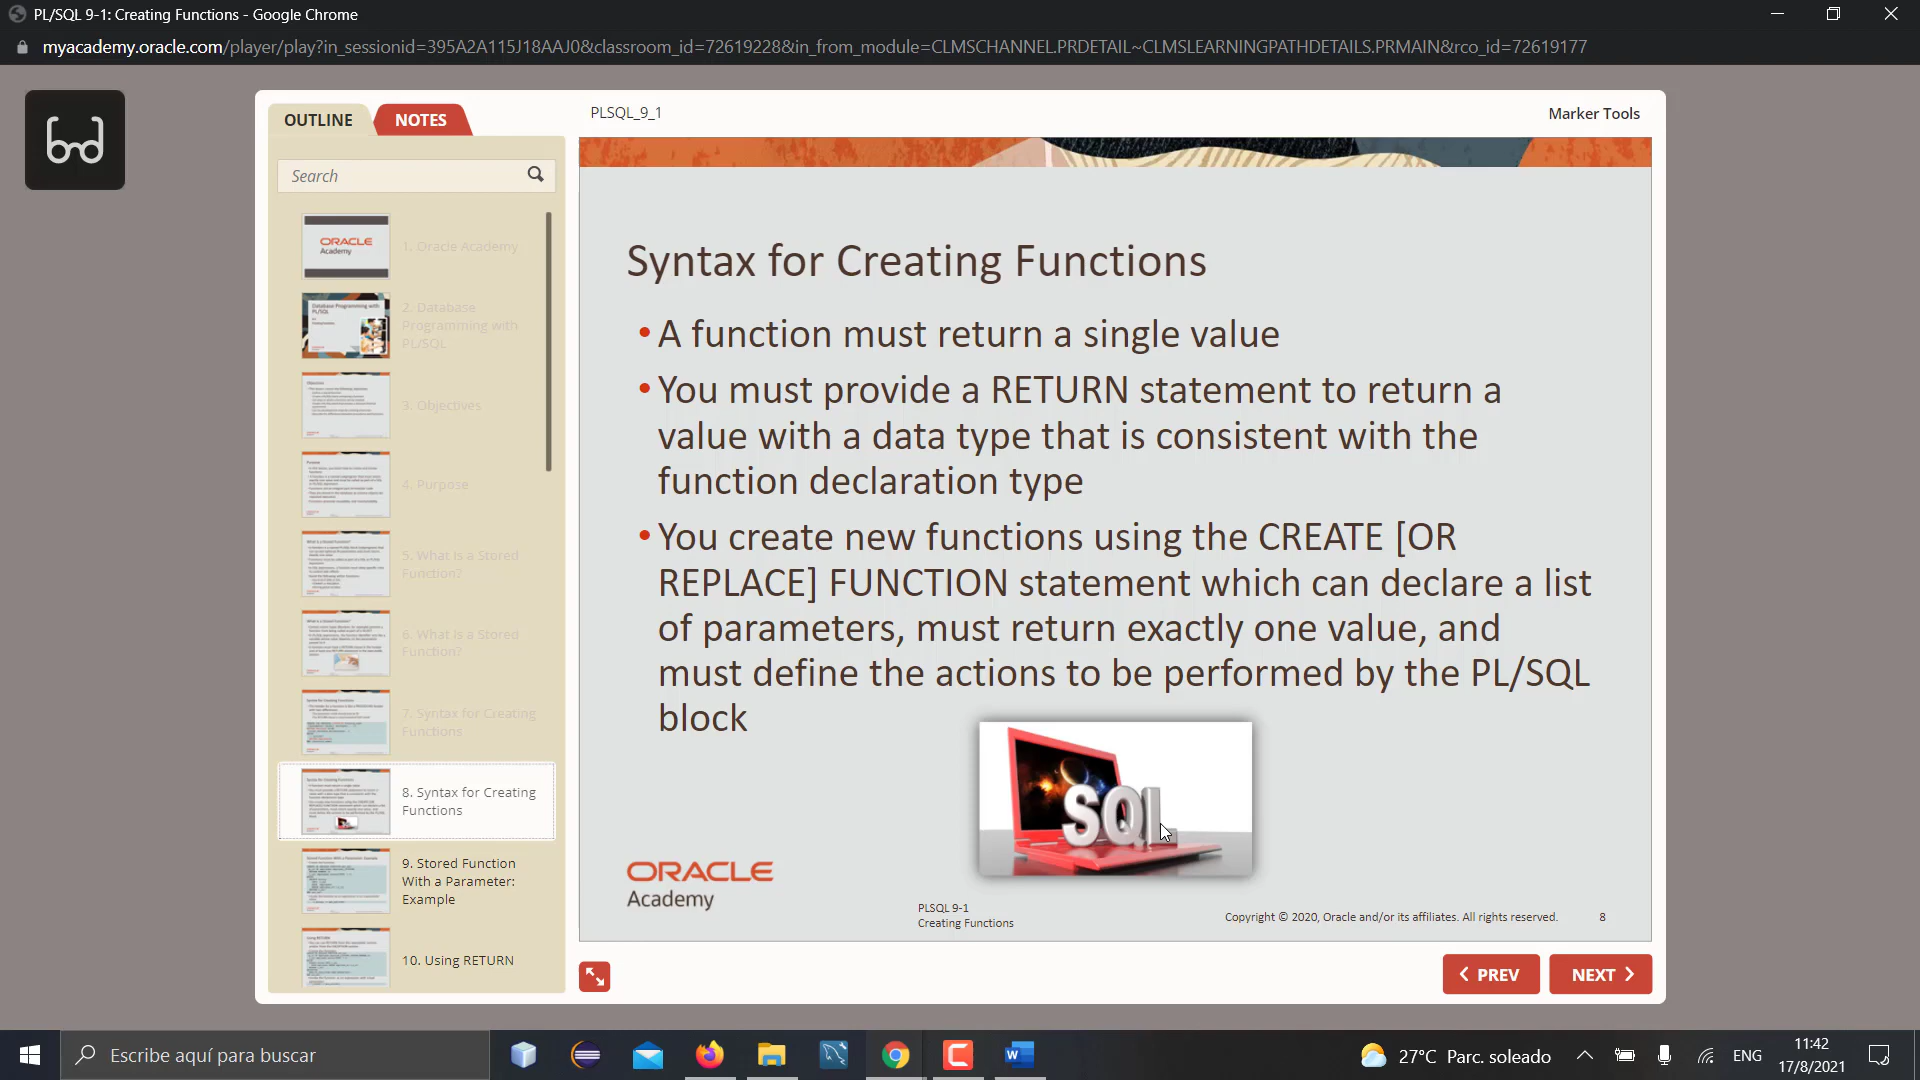 PL/SQL 9-1: Creating Functions - Google Chrome
myacademy.oracle.com/player/play?in_sessionid=395A2A115J18AAJ0&classroom_id=72619228&in_from_module=CLMSCHANNEL.PRDETAIL~CLMSLEARNINGPATHDETAILS.PRMAIN&rco_id=72619177
OUTLINE
NOTES
PLSQL_9_1
Marker Tools
Search
ORACLE
Academy
1. Oracle Academy
2. Database
Programming with
PL/SQL
3. Objectives
4. Purpose
5. What is a Stored
Function?
6. What is a Stored
Function?
7. Syntax for Creating
Functions
8. Syntax for Creating
Functions
9. Stored Function
With a Parameter:
Example
10. Using RETURN
Syntax for Creating Functions
• A function must return a single value
• You must provide a RETURN statement to return a
value with a data type that is consistent with the
function declaration type
• You create new functions using the CREATE [OR
REPLACE] FUNCTION statement which can declare a list
of parameters, must return exactly one value, and
must define the actions to be performed by the PL/SQL
block
SQL
ORACLE
Academy
PLSQL 9-1
Creating Functions
Copyright © 2020, Oracle and/or its affiliates. All rights reserved.
8
PREV
NEXT
Escribe aquí para buscar
27°C Parc. soleado
ENG
11:42
17/8/2021